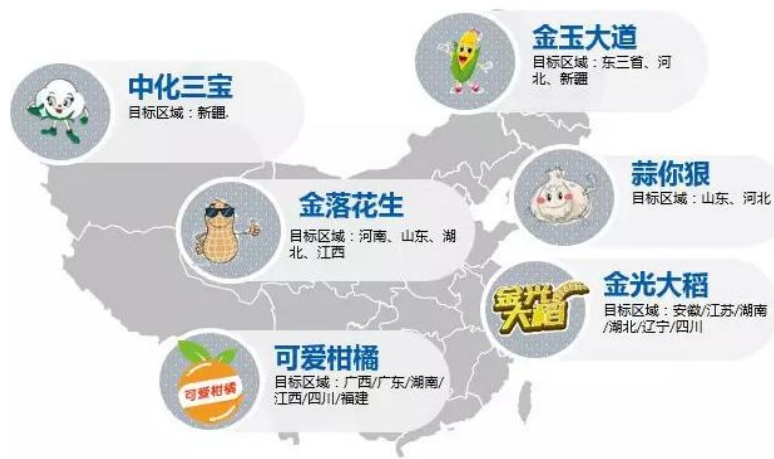 金玉大道
目标区域：东三省、河
北、新疆
中化三宝
目标区域：新疆.
蒜你狠
目标区域：山东、河北
金落花生
目标区域：河南、山东、湖
北、江西
金光大稻
金光大稻
目标区域：安徽/江苏/湖南
/湖北/辽宁/四川
可爱柑橘
可爱柑橘
目标区域：广西/广东/湖南/
江西/四川/福建